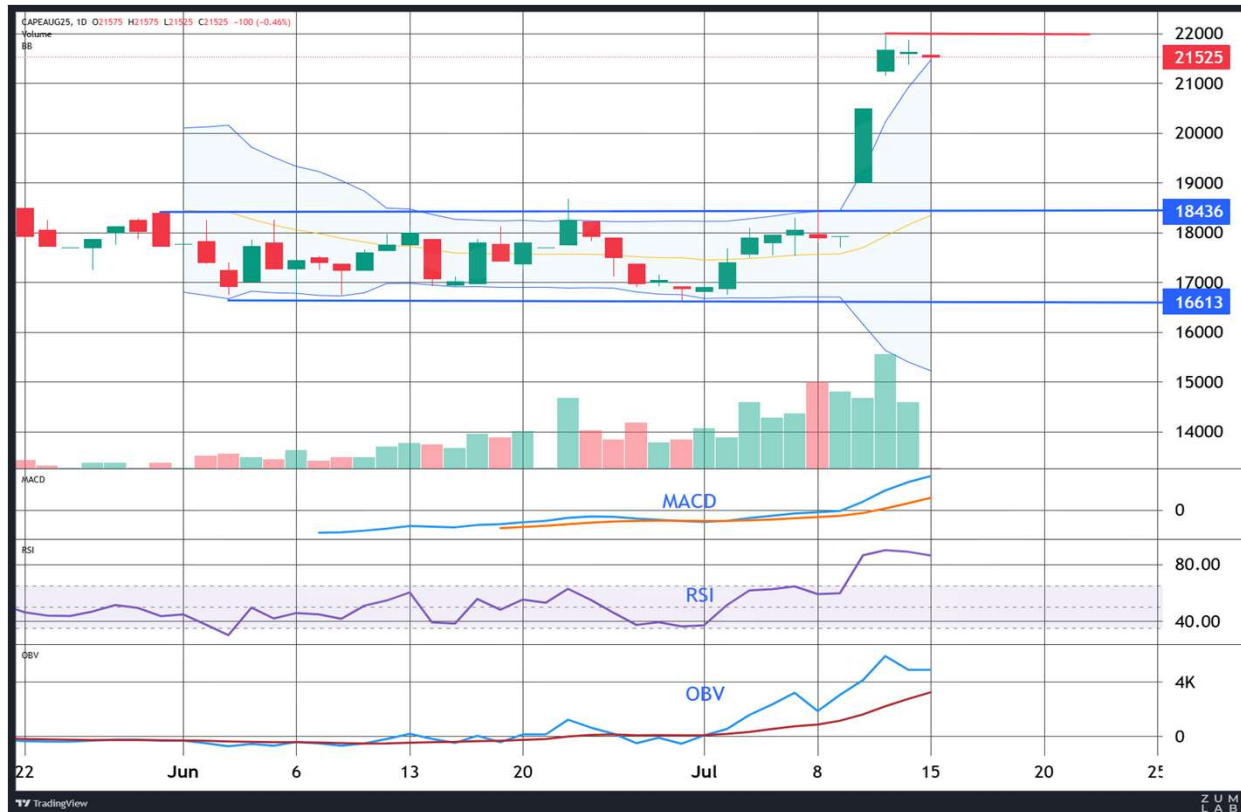 CAPEAUG25, 1D O21575 H21575 L21525 C21525 −100 (−0.46%)
Volume
BB
22000
21525
21000
20000
19000
18436
18000
17000
16613
16000
15000
14000
MACD
MACD
0
RSI
80.00
RSI
40.00
OBV
4K
OBV
0
22 Jun 6 13 20 Jul 8 15 20 25
TradingView
ZUM
LAB